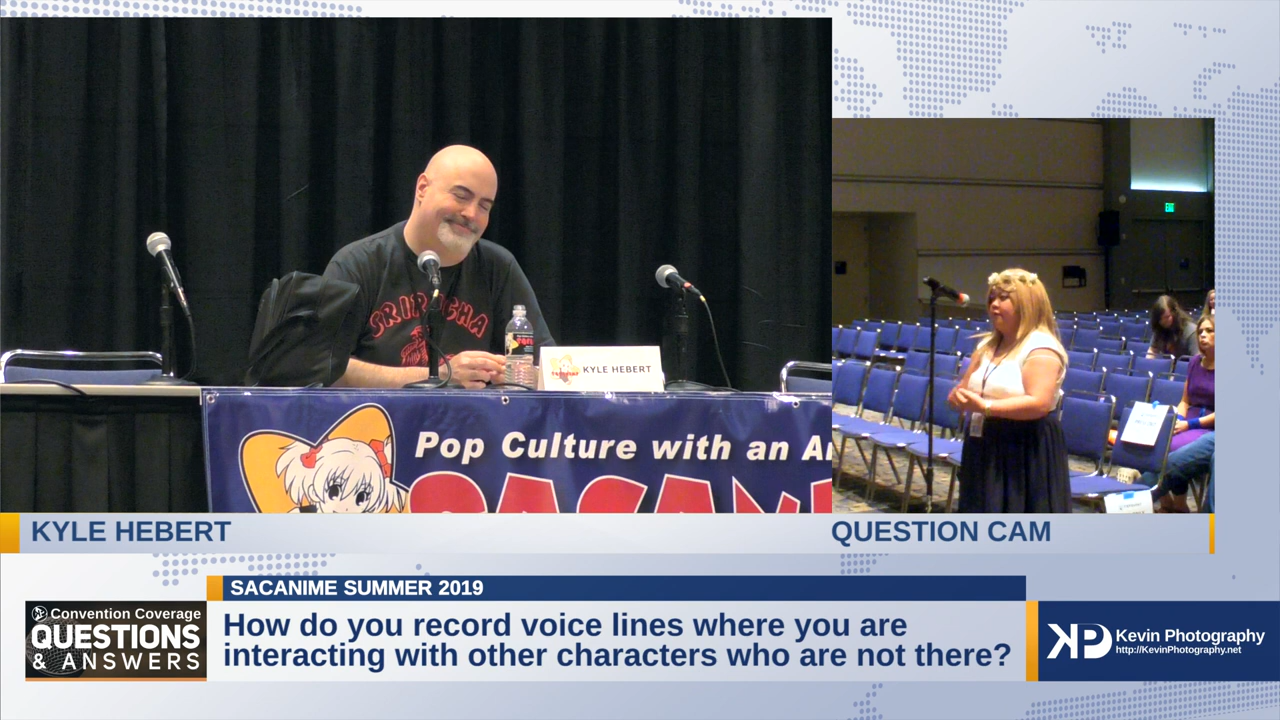 SRIRACHA
KYLE HEBERT
Pop Culture with an
KYLE HEBERT
QUESTION CAM
SACANIME SUMMER 2019
Convention Coverage
QUESTIONS
& ANSWERS
How do you record voice lines where you are
interacting with other characters who are not there?
KP
Kevin Photography
http://KevinPhotography.net